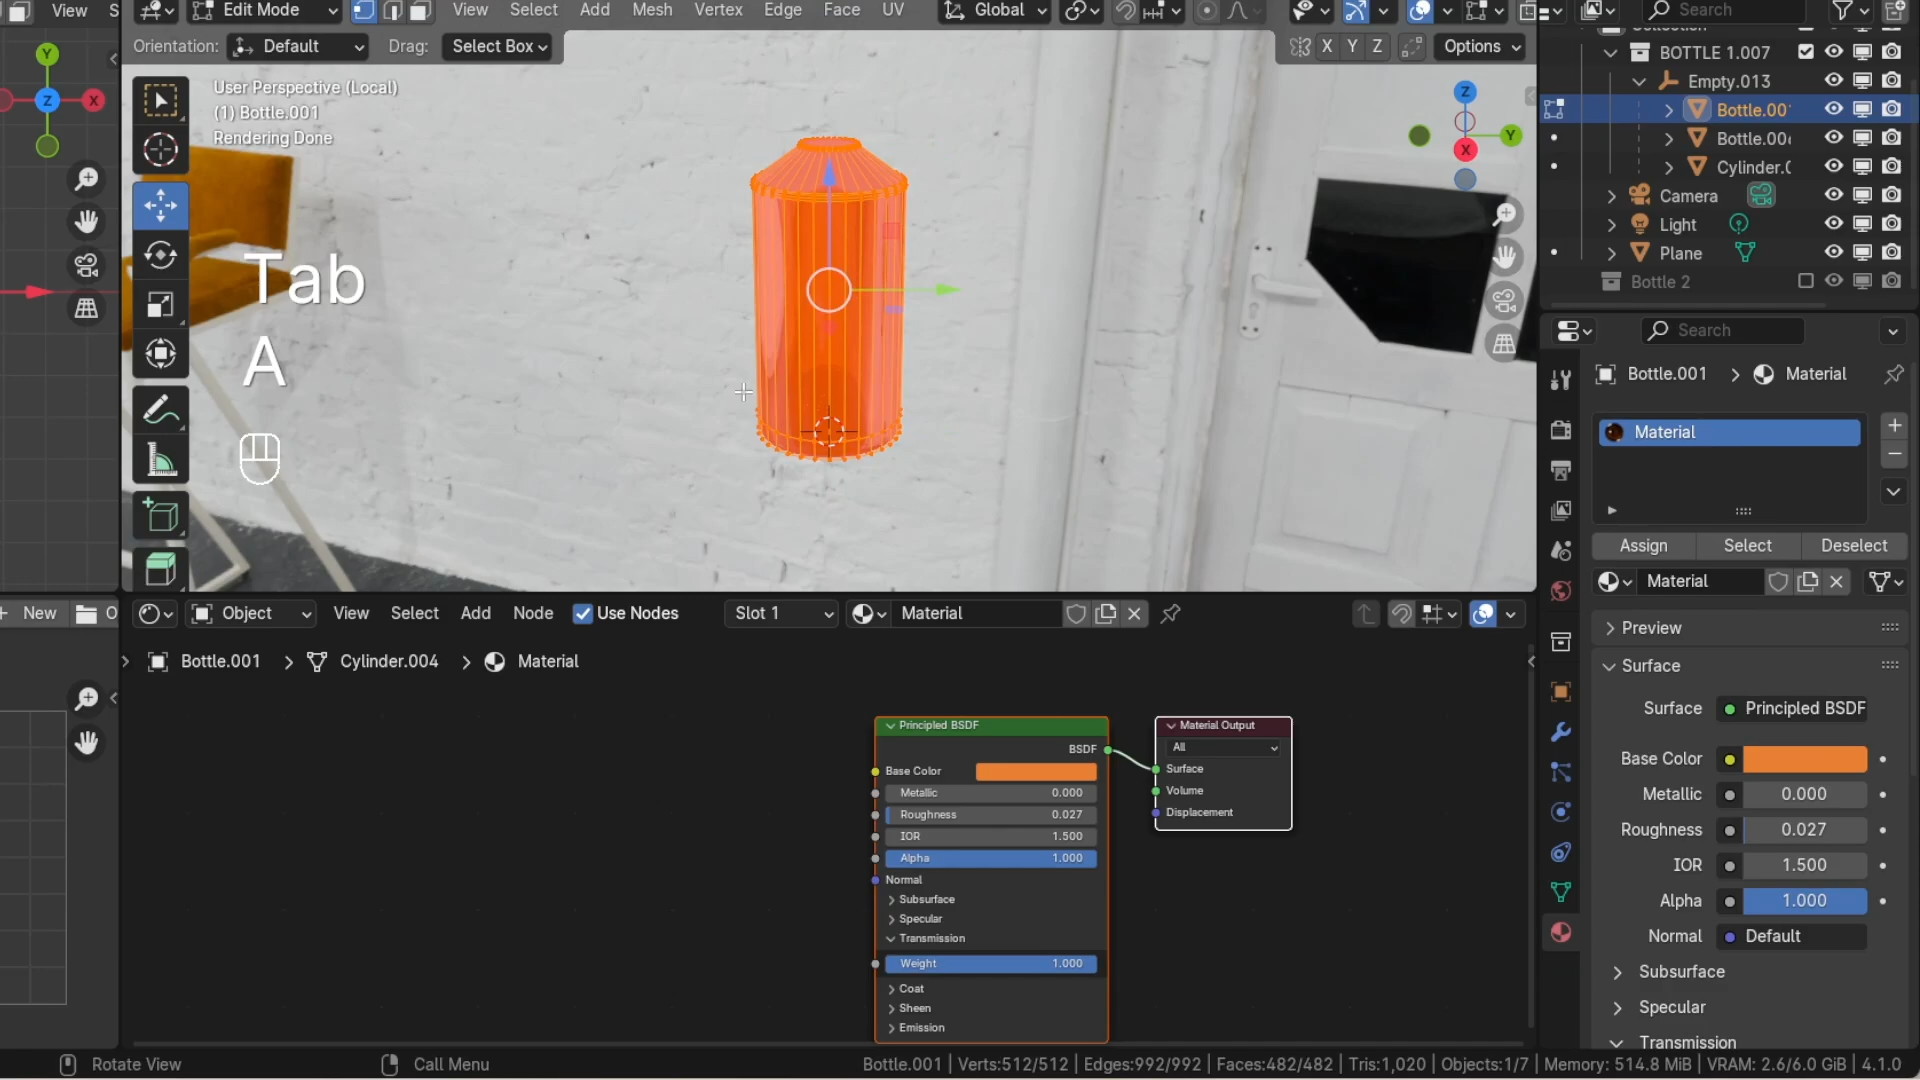 View S
Edit Mode View Select Add Mesh Vertex Edge Face UV Global Search
Orientation: Default Drag: Select Box X Y Z Options
User Perspective (Local)
(1) Bottle.001
Rendering Done
Tab
A
Y
Z X
Z
Y
X
BOTTLE 1.007
Empty.013
Bottle.00
Bottle.00
Cylinder.
Camera
Light
Plane
Bottle 2
Search
Bottle.001 > Material
Material
Assign Select Deselect
Material
Preview
Surface
Surface Principled BSDF
Base Color
Metallic 0.000
Roughness 0.027
IOR 1.500
Alpha 1.000
Normal Default
Subsurface
Specular
Transmission
New O
Object View Select Add Node Use Nodes Slot 1 Material
Bottle.001 > Cylinder.004 > Material
Principled BSDF
BSDF
Base Color
Metallic 0.000
Roughness 0.027
IOR 1.500
Alpha 1.000
Normal
Subsurface
Specular
Transmission
Weight 1.000
Coat
Sheen
Emission
Material Output
All
Surface
Volume
Displacement
Rotate View Call Menu Bottle.001 | Verts:512/512 | Edges:992/992 | Faces:482/482 | Tris:1,020 | Objects:1/7 | Memory: 514.8 MiB | VRAM: 2.6/6.0 GiB | 4.1.0